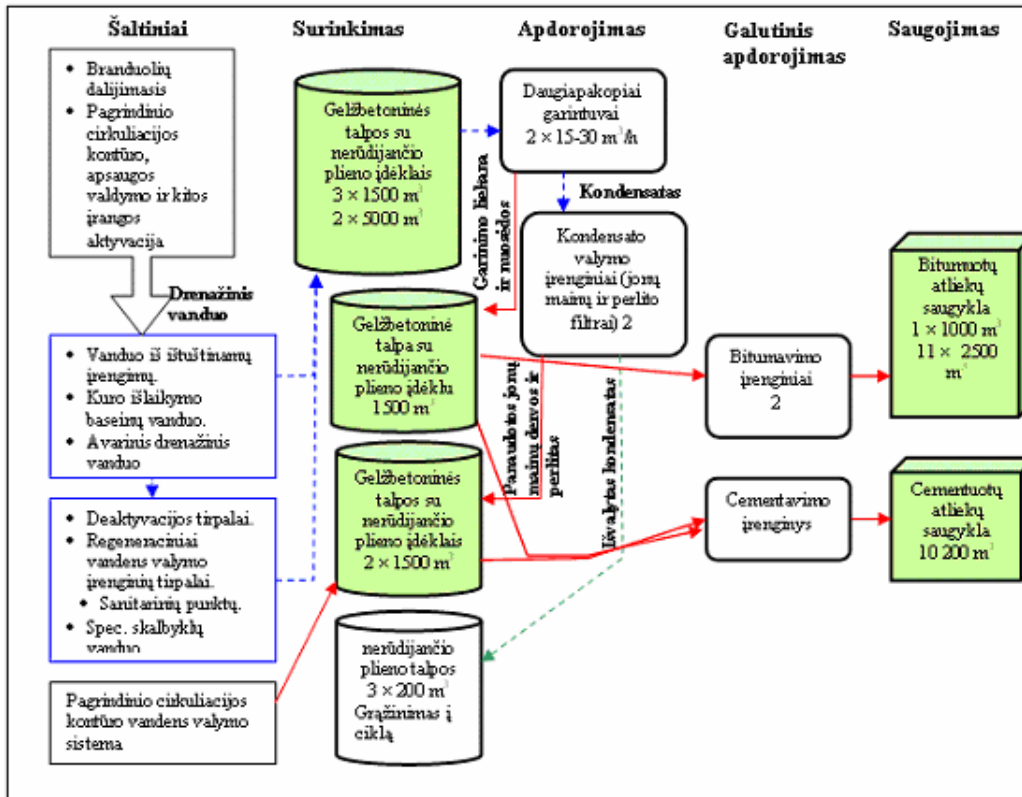 Šaltiniai
Surinkimas
Apdorojimas
Galutinis
apdorojimas
Saugojimas
• Branduolių
dalijimasis
• Pagrindinio
cirkuliacijos
kontūro,
apsaugos
valdymo ir kitos
įrangos
aktyvacija
Drenažinis
vanduo
• Vanduo iš ištuštinamų
įrengimų.
• Kuro išlaikymo
baseinų vanduo.
• Avarinis drenažinis
vanduo
• Deaktyvacijos tirpalai.
• Regeneraciniai
vandens valymo
įrenginių tirpalai.
• Sanitarinių punktų.
• Spec. skalbyklų
vanduo
Pagrindinio cirkuliacijos
kontūro vandens valymo
sistema
Gelžbetoninės
talpos su
nerūdijančio
plieno įdėklais
3 × 1500 m³
2 × 5000 m³
Gelžbetoninė
talpa su
nerūdijančio
plieno įdėklu
1500 m³
Gelžbetoninės
talpos su
nerūdijančio
plieno įdėklais
2 × 1500 m³
nerūdijančio
plieno talpos
3 × 200 m³
Grąžinimas į
ciklą
Daugiapakopiai
garintuvai
2 × 15-30 m³/h
Kondensatas
Garinimo liekana
ir nuosėdos
Kondensato
valymo
įrenginiai (jonų
mainų ir perlito
filtrai) 2
Panaudotos jonų
mainų dervos ir
perlitas
Išvalytas kondensatas
Bitumavimo
įrenginiai
2
Cementavimo
įrenginys
Bitumuotų
atliekų
saugykla
1 × 1000 m³
11 × 2500
m³
Cementuotų
atliekų
saugykla
10 200 m³